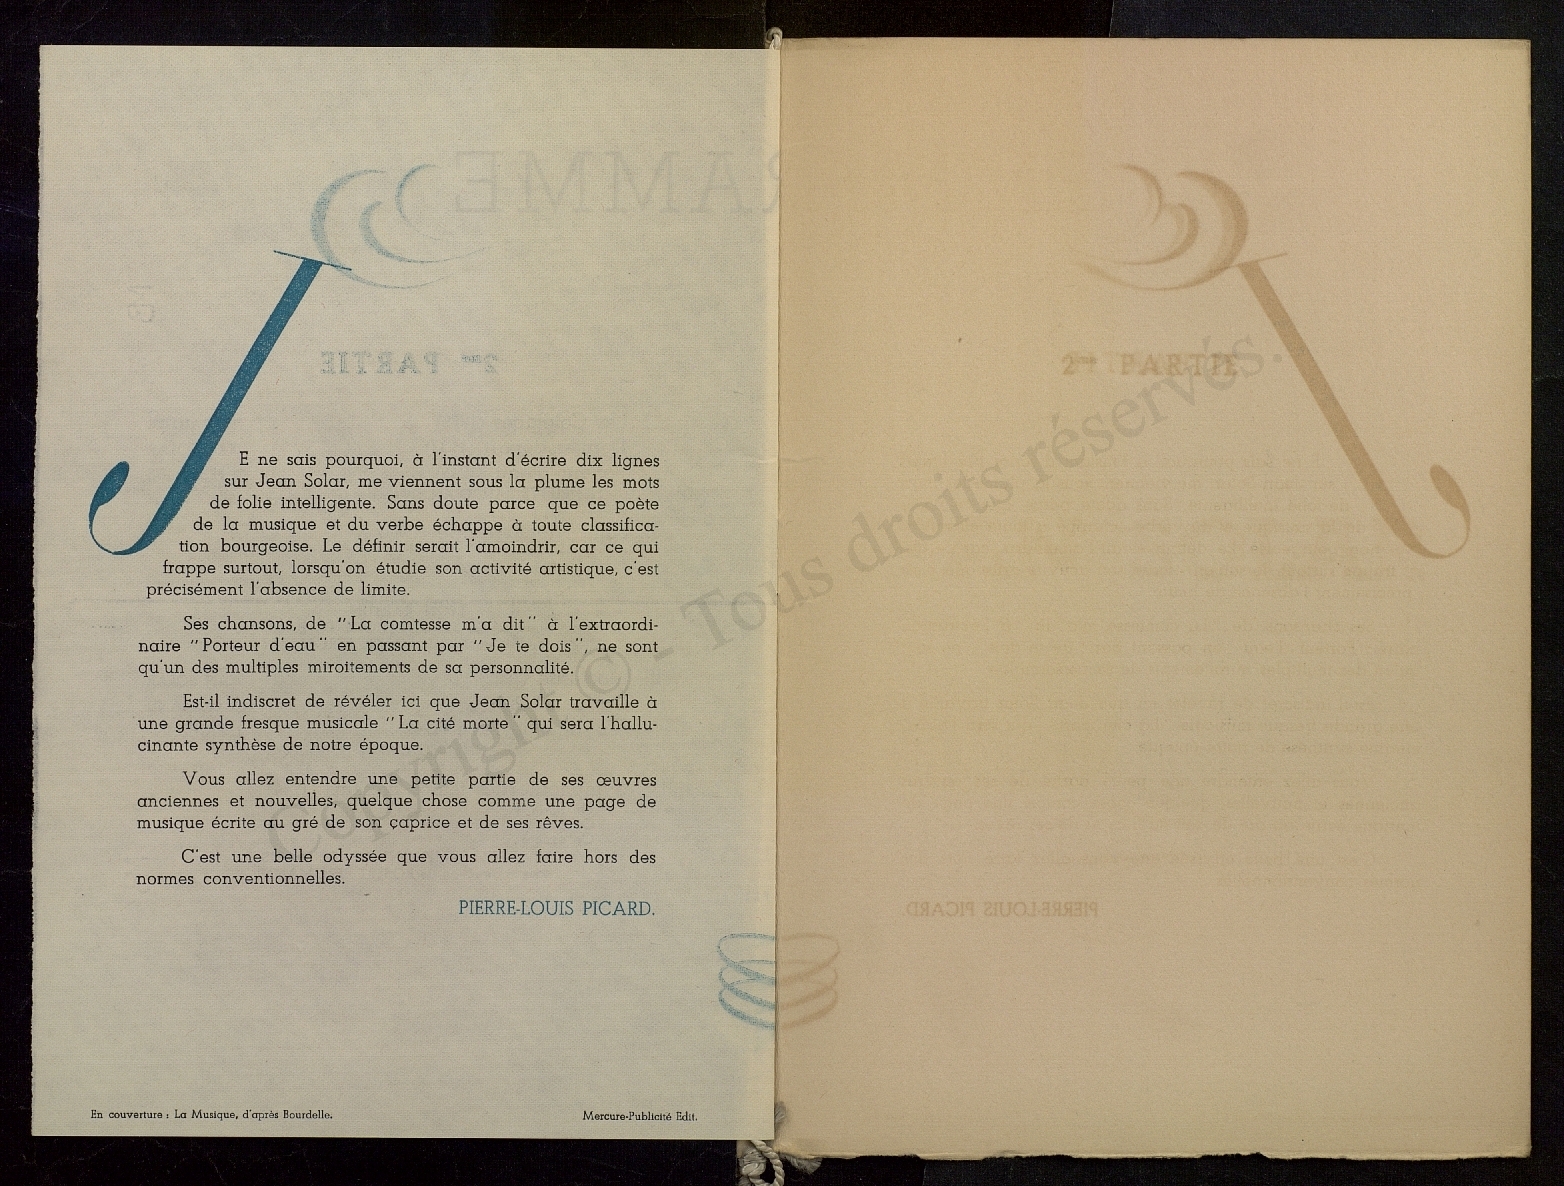 JE ne sais pourquoi, à l'instant d'écrire dix lignes
sur Jean Solar, me viennent sous la plume les mots
de folie intelligente. Sans doute parce que ce poète
de la musique et du verbe échappe à toute classifica-
tion bourgeoise. Le définir serait l'amoindrir, car ce qui
frappe surtout, lorsqu'on étudie son activité artistique, c'est
précisément l'absence de limite.
Ses chansons, de "La comtesse m'a dit" à l'extraordi-
naire "Porteur d'eau" en passant par "Je te dois", ne sont
qu'un des multiples miroitements de sa personnalité.
Est-il indiscret de révéler ici que Jean Solar travaille à
une grande fresque musicale "La cité morte" qui sera l'hallu-
cinante synthèse de notre époque.
Vous allez entendre une petite partie de ses œuvres
anciennes et nouvelles, quelque chose comme une page de
musique écrite au gré de son çaprice et de ses rêves.
C'est une belle odyssée que vous allez faire hors des
normes conventionnelles.
PIERRE-LOUIS PICARD.
En couverture : La Musique, d'après Bourdelle.
Mercure-Publicité Edit.
2me PARTIE
PIERRE-LOUIS PICARD.
Copyright © - Tous droits réservés.